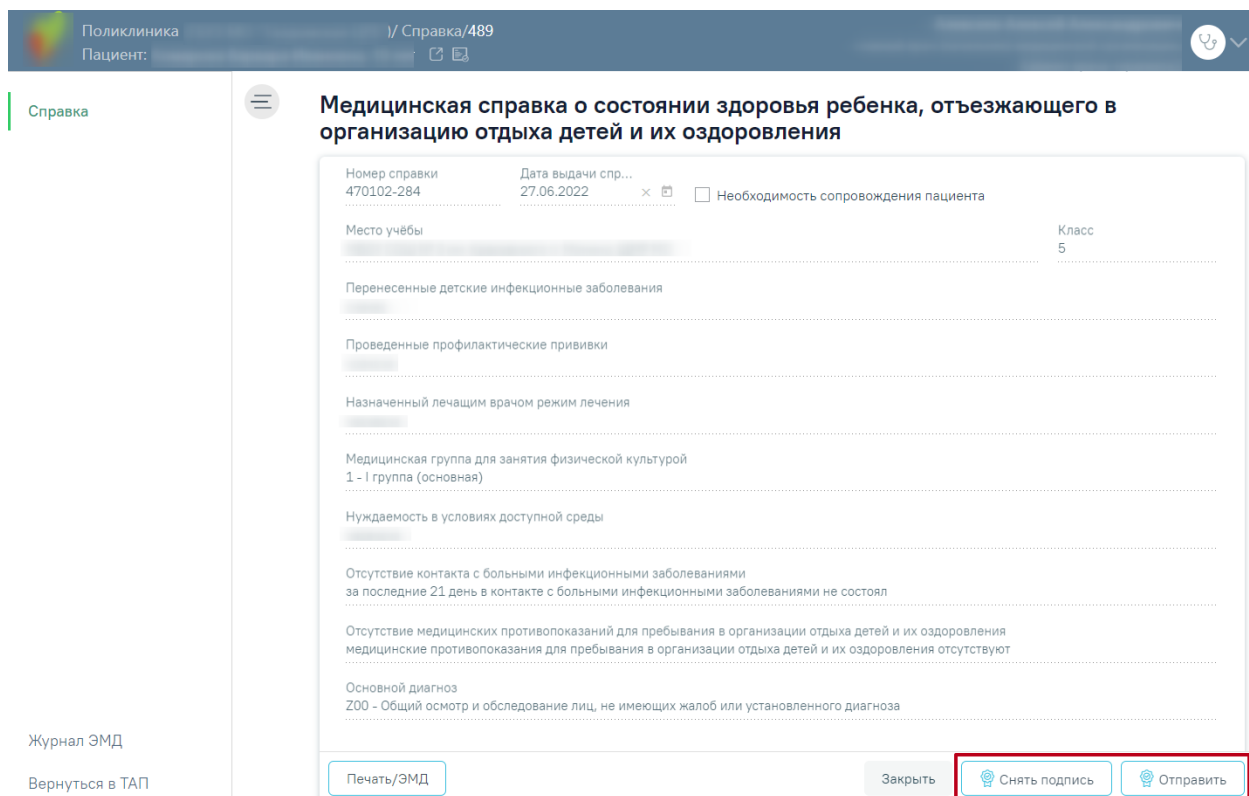 Поликлиника )/ Справка/489
Пациент:
Справка
Медицинская справка о состоянии здоровья ребенка, отъезжающего в
организацию отдыха детей и их оздоровления
Номер справки Дата выдачи спр...
470102-284 27.06.2022 Необходимость сопровождения пациента
Место учёбы Класс
5
Перенесенные детские инфекционные заболевания
Проведенные профилактические прививки
Назначенный лечащим врачом режим лечения
Медицинская группа для занятия физической культурой
1 - I группа (основная)
Нуждаемость в условиях доступной среды
Отсутствие контакта с больными инфекционными заболеваниями
за последние 21 день в контакте с больными инфекционными заболеваниями не состоял
Отсутствие медицинских противопоказаний для пребывания в организации отдыха детей и их оздоровления
медицинские противопоказания для пребывания в организации отдыха детей и их оздоровления отсутствуют
Основной диагноз
Z00 - Общий осмотр и обследование лиц, не имеющих жалоб или установленного диагноза
Журнал ЭМД
Вернуться в ТАП
Печать/ЭМД Закрыть Снять подпись Отправить